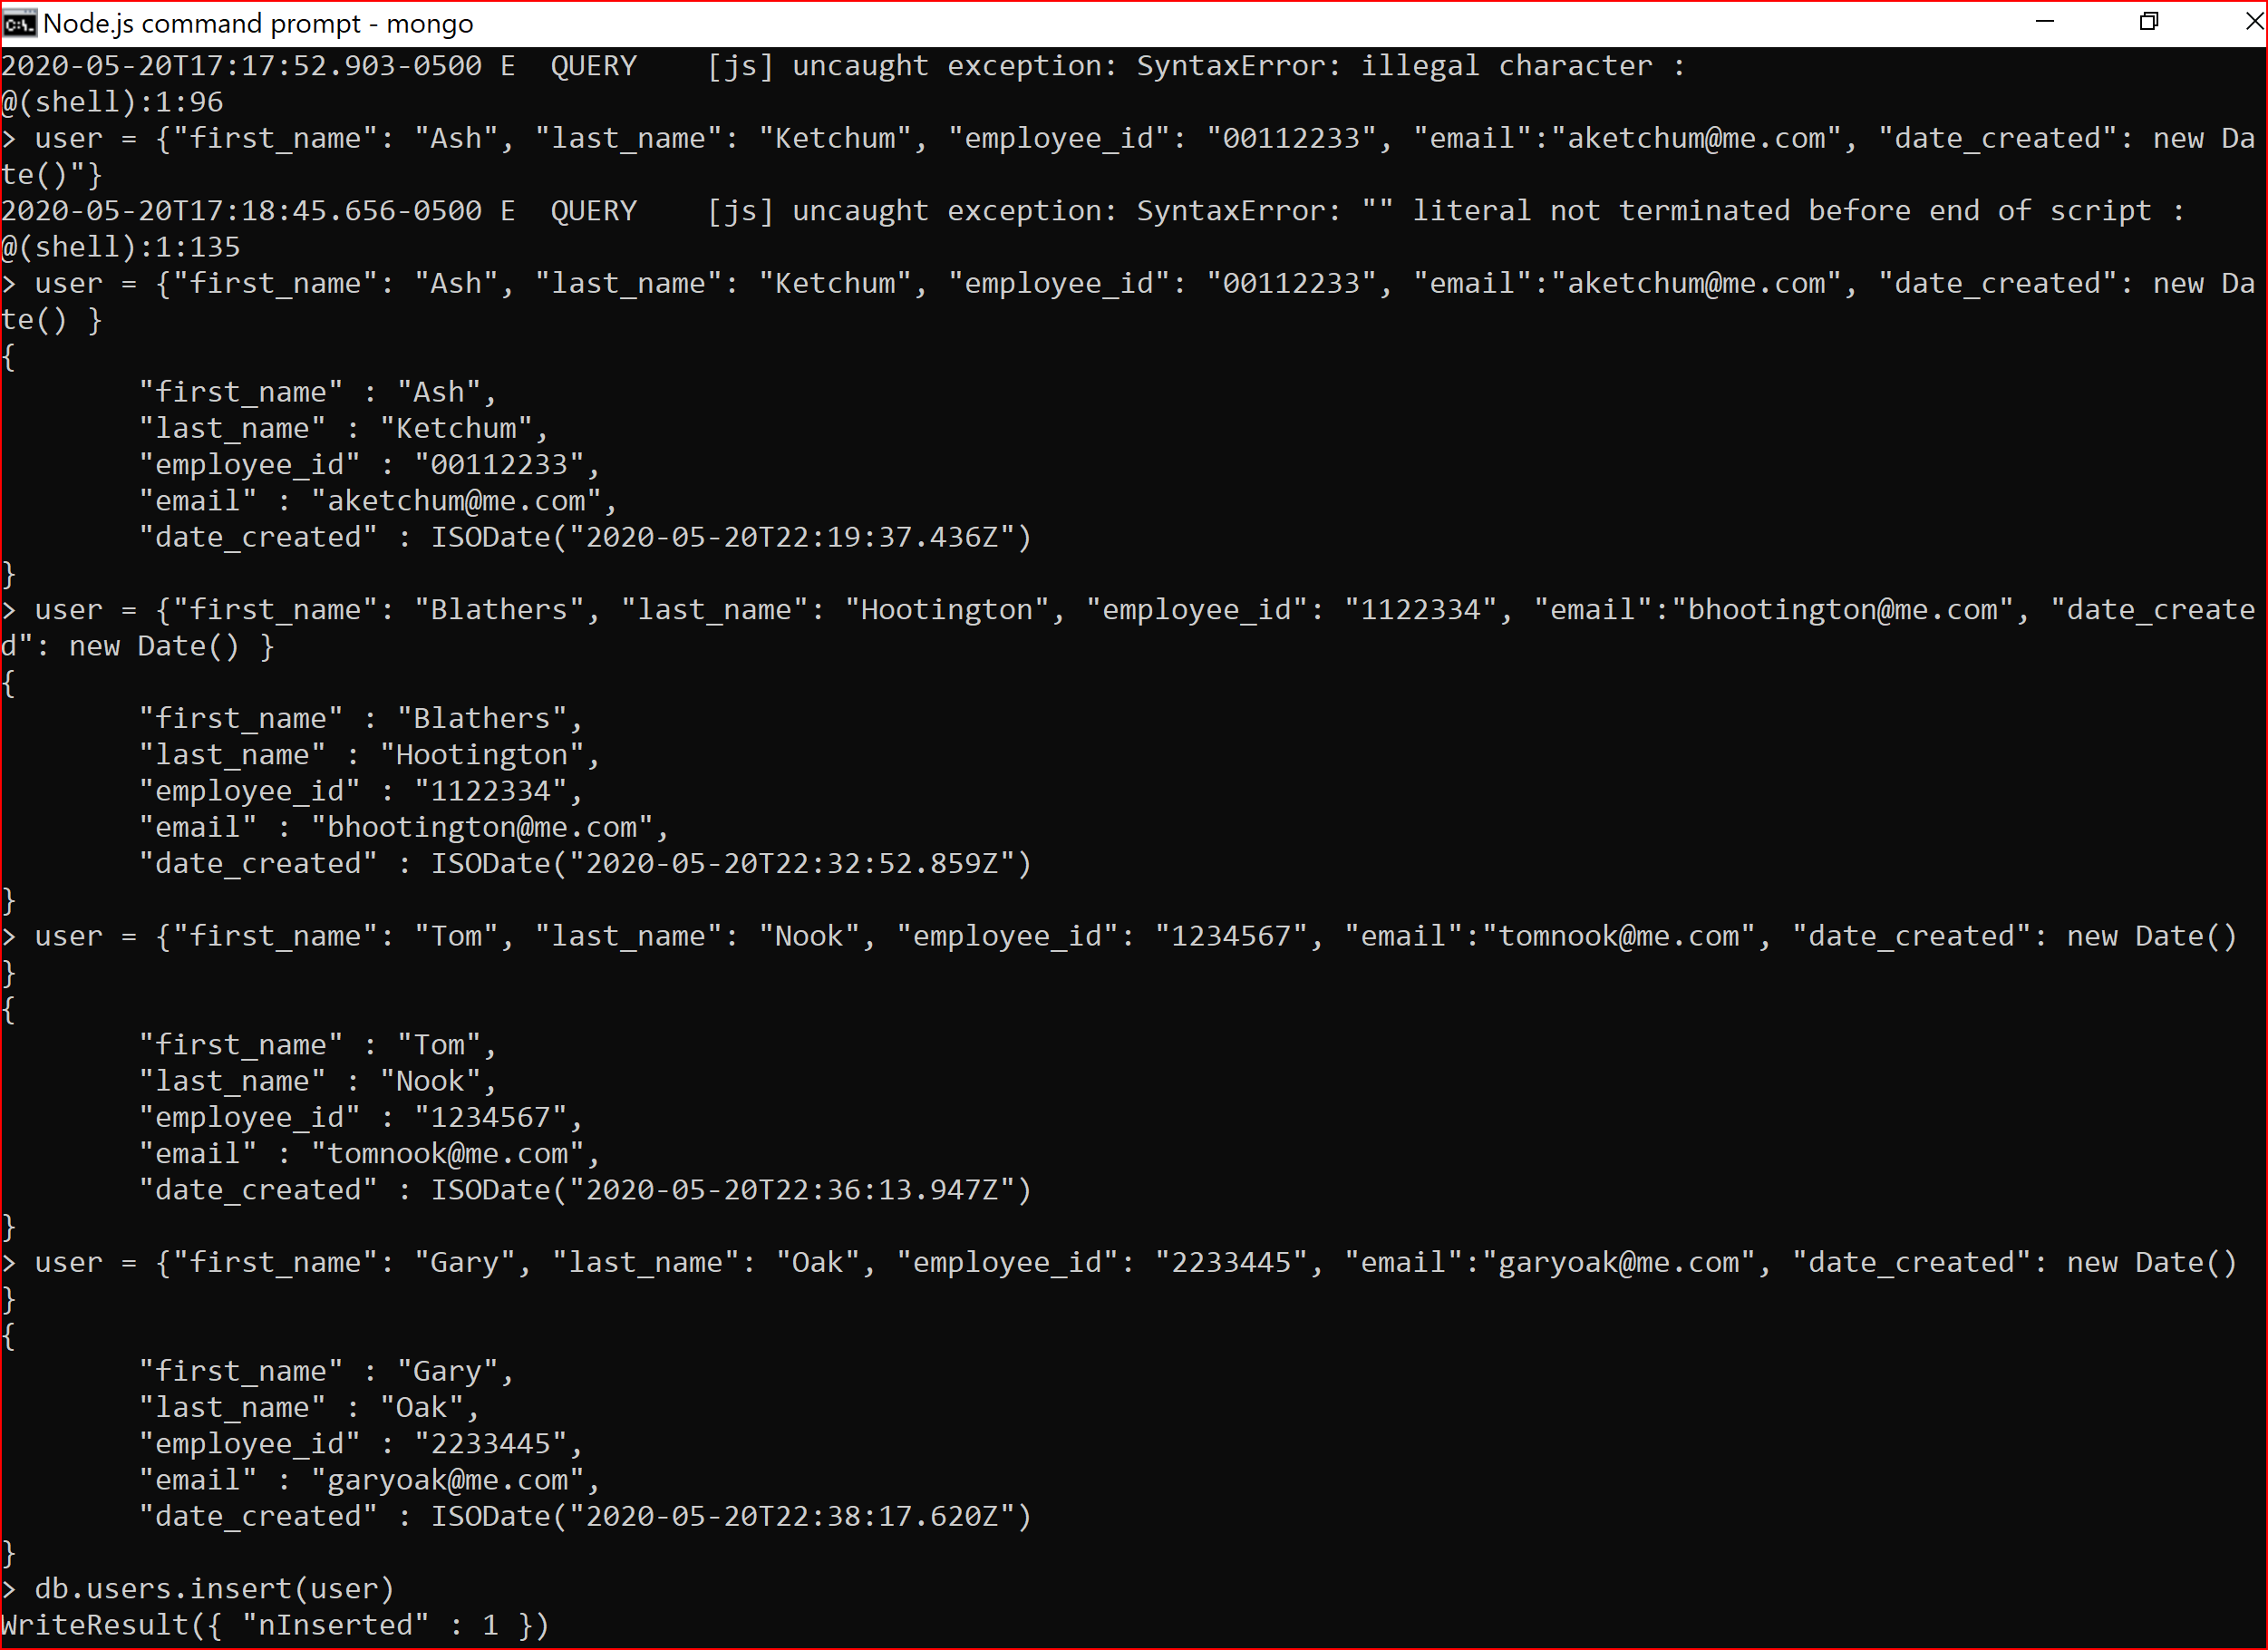 Node.js command prompt - mongo
2020-05-20T17:17:52.903-0500 E  QUERY    [js] uncaught exception: SyntaxError: illegal character :
@(shell):1:96
> user = {"first_name": "Ash", "last_name": "Ketchum", "employee_id": "00112233", "email":"aketchum@me.com", "date_created": new Da
te()"}
2020-05-20T17:18:45.656-0500 E  QUERY    [js] uncaught exception: SyntaxError: "" literal not terminated before end of script :
@(shell):1:135
> user = {"first_name": "Ash", "last_name": "Ketchum", "employee_id": "00112233", "email":"aketchum@me.com", "date_created": new Da
te() }
{
        "first_name" : "Ash",
        "last_name" : "Ketchum",
        "employee_id" : "00112233",
        "email" : "aketchum@me.com",
        "date_created" : ISODate("2020-05-20T22:19:37.436Z")
}
> user = {"first_name": "Blathers", "last_name": "Hootington", "employee_id": "1122334", "email":"bhootington@me.com", "date_create
d": new Date() }
{
        "first_name" : "Blathers",
        "last_name" : "Hootington",
        "employee_id" : "1122334",
        "email" : "bhootington@me.com",
        "date_created" : ISODate("2020-05-20T22:32:52.859Z")
}
> user = {"first_name": "Tom", "last_name": "Nook", "employee_id": "1234567", "email":"tomnook@me.com", "date_created": new Date()
}
{
        "first_name" : "Tom",
        "last_name" : "Nook",
        "employee_id" : "1234567",
        "email" : "tomnook@me.com",
        "date_created" : ISODate("2020-05-20T22:36:13.947Z")
}
> user = {"first_name": "Gary", "last_name": "Oak", "employee_id": "2233445", "email":"garyoak@me.com", "date_created": new Date()
}
{
        "first_name" : "Gary",
        "last_name" : "Oak",
        "employee_id" : "2233445",
        "email" : "garyoak@me.com",
        "date_created" : ISODate("2020-05-20T22:38:17.620Z")
}
> db.users.insert(user)
WriteResult({ "nInserted" : 1 })